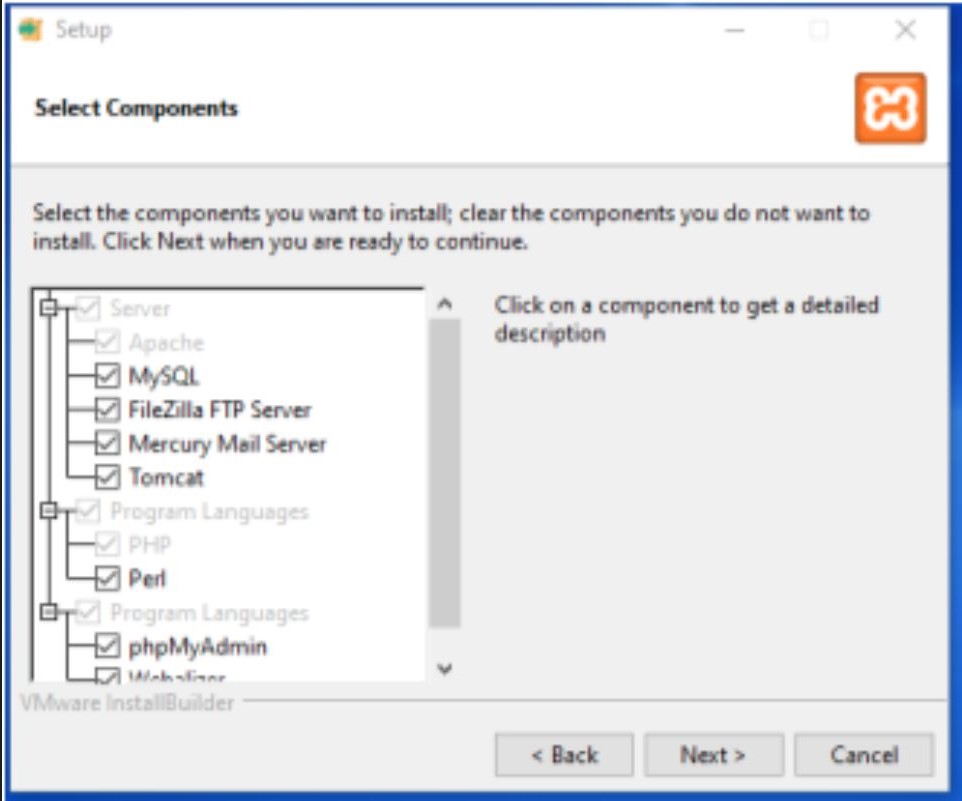 Setup
Select Components
Select the components you want to install; clear the components you do not want to
install. Click Next when you are ready to continue.
Server
Apache
MySQL
FileZilla FTP Server
Mercury Mail Server
Tomcat
Program Languages
PHP
Perl
Program Languages
phpMyAdmin
Webalizer
Click on a component to get a detailed
description
VMware InstallBuilder
< Back
Next >
Cancel